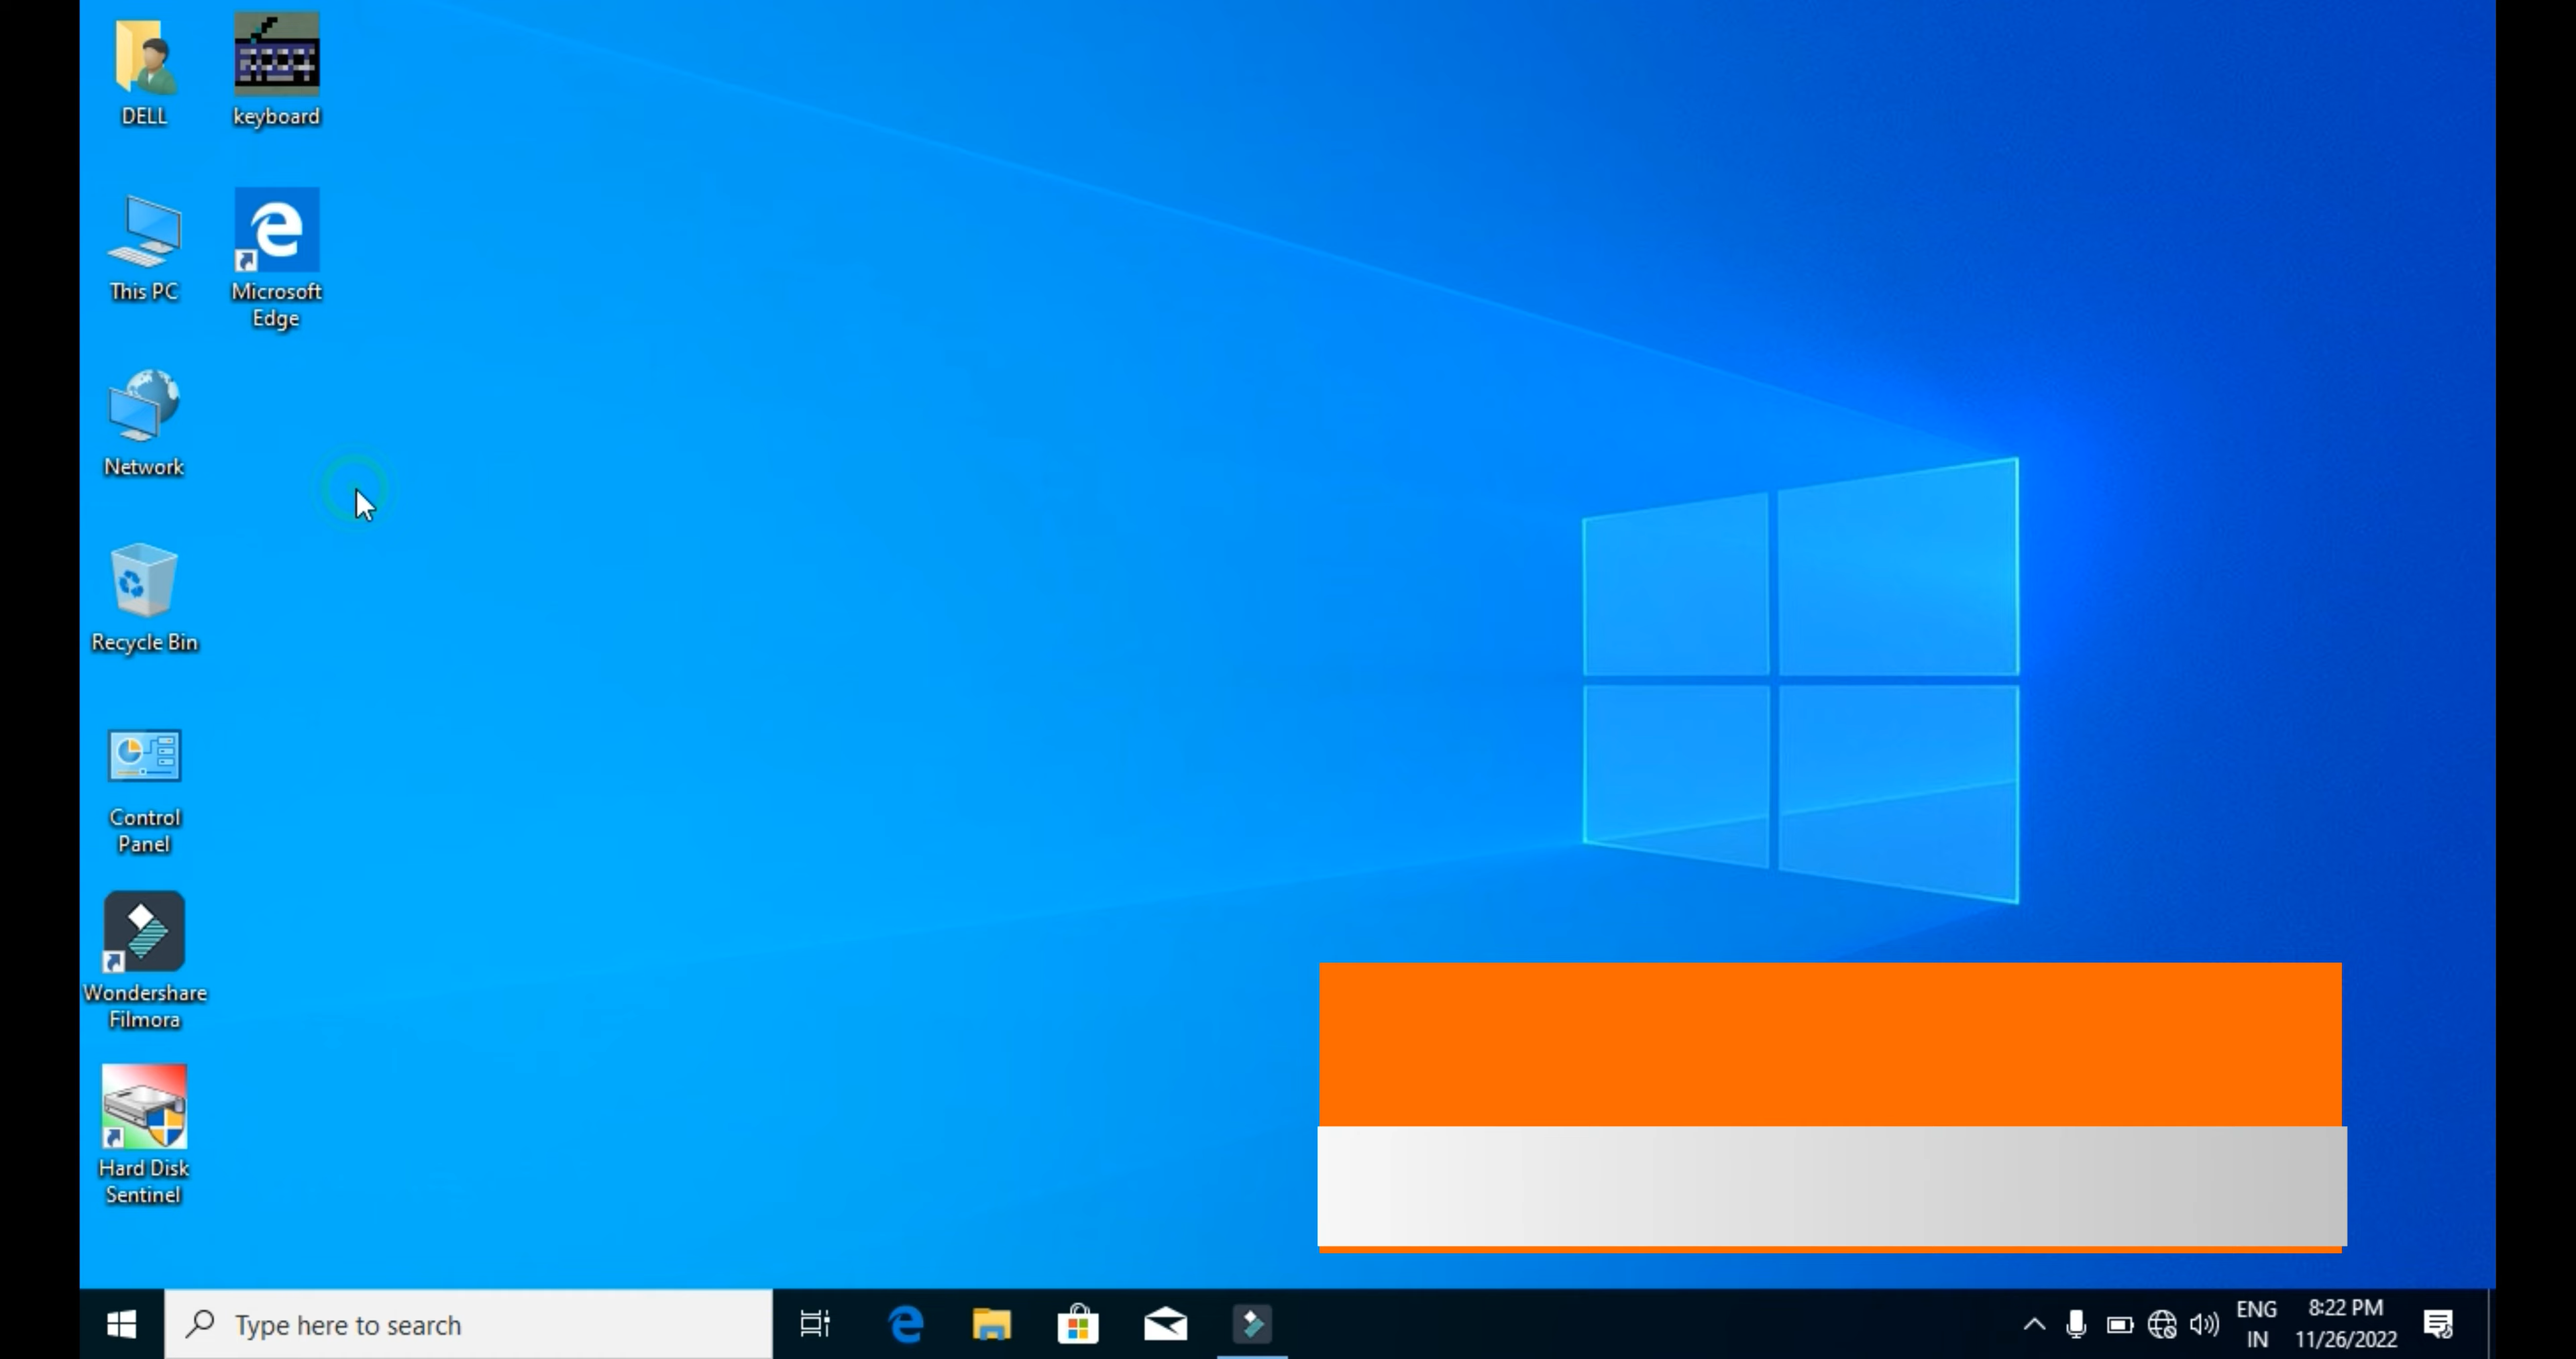 DELL
keyboard
This PC
Microsoft
Edge
Network
Recycle Bin
Control
Panel
Wondershare
Filmora
Hard Disk
Sentinel
Type here to search
ENG
IN
8:22 PM
11/26/2022